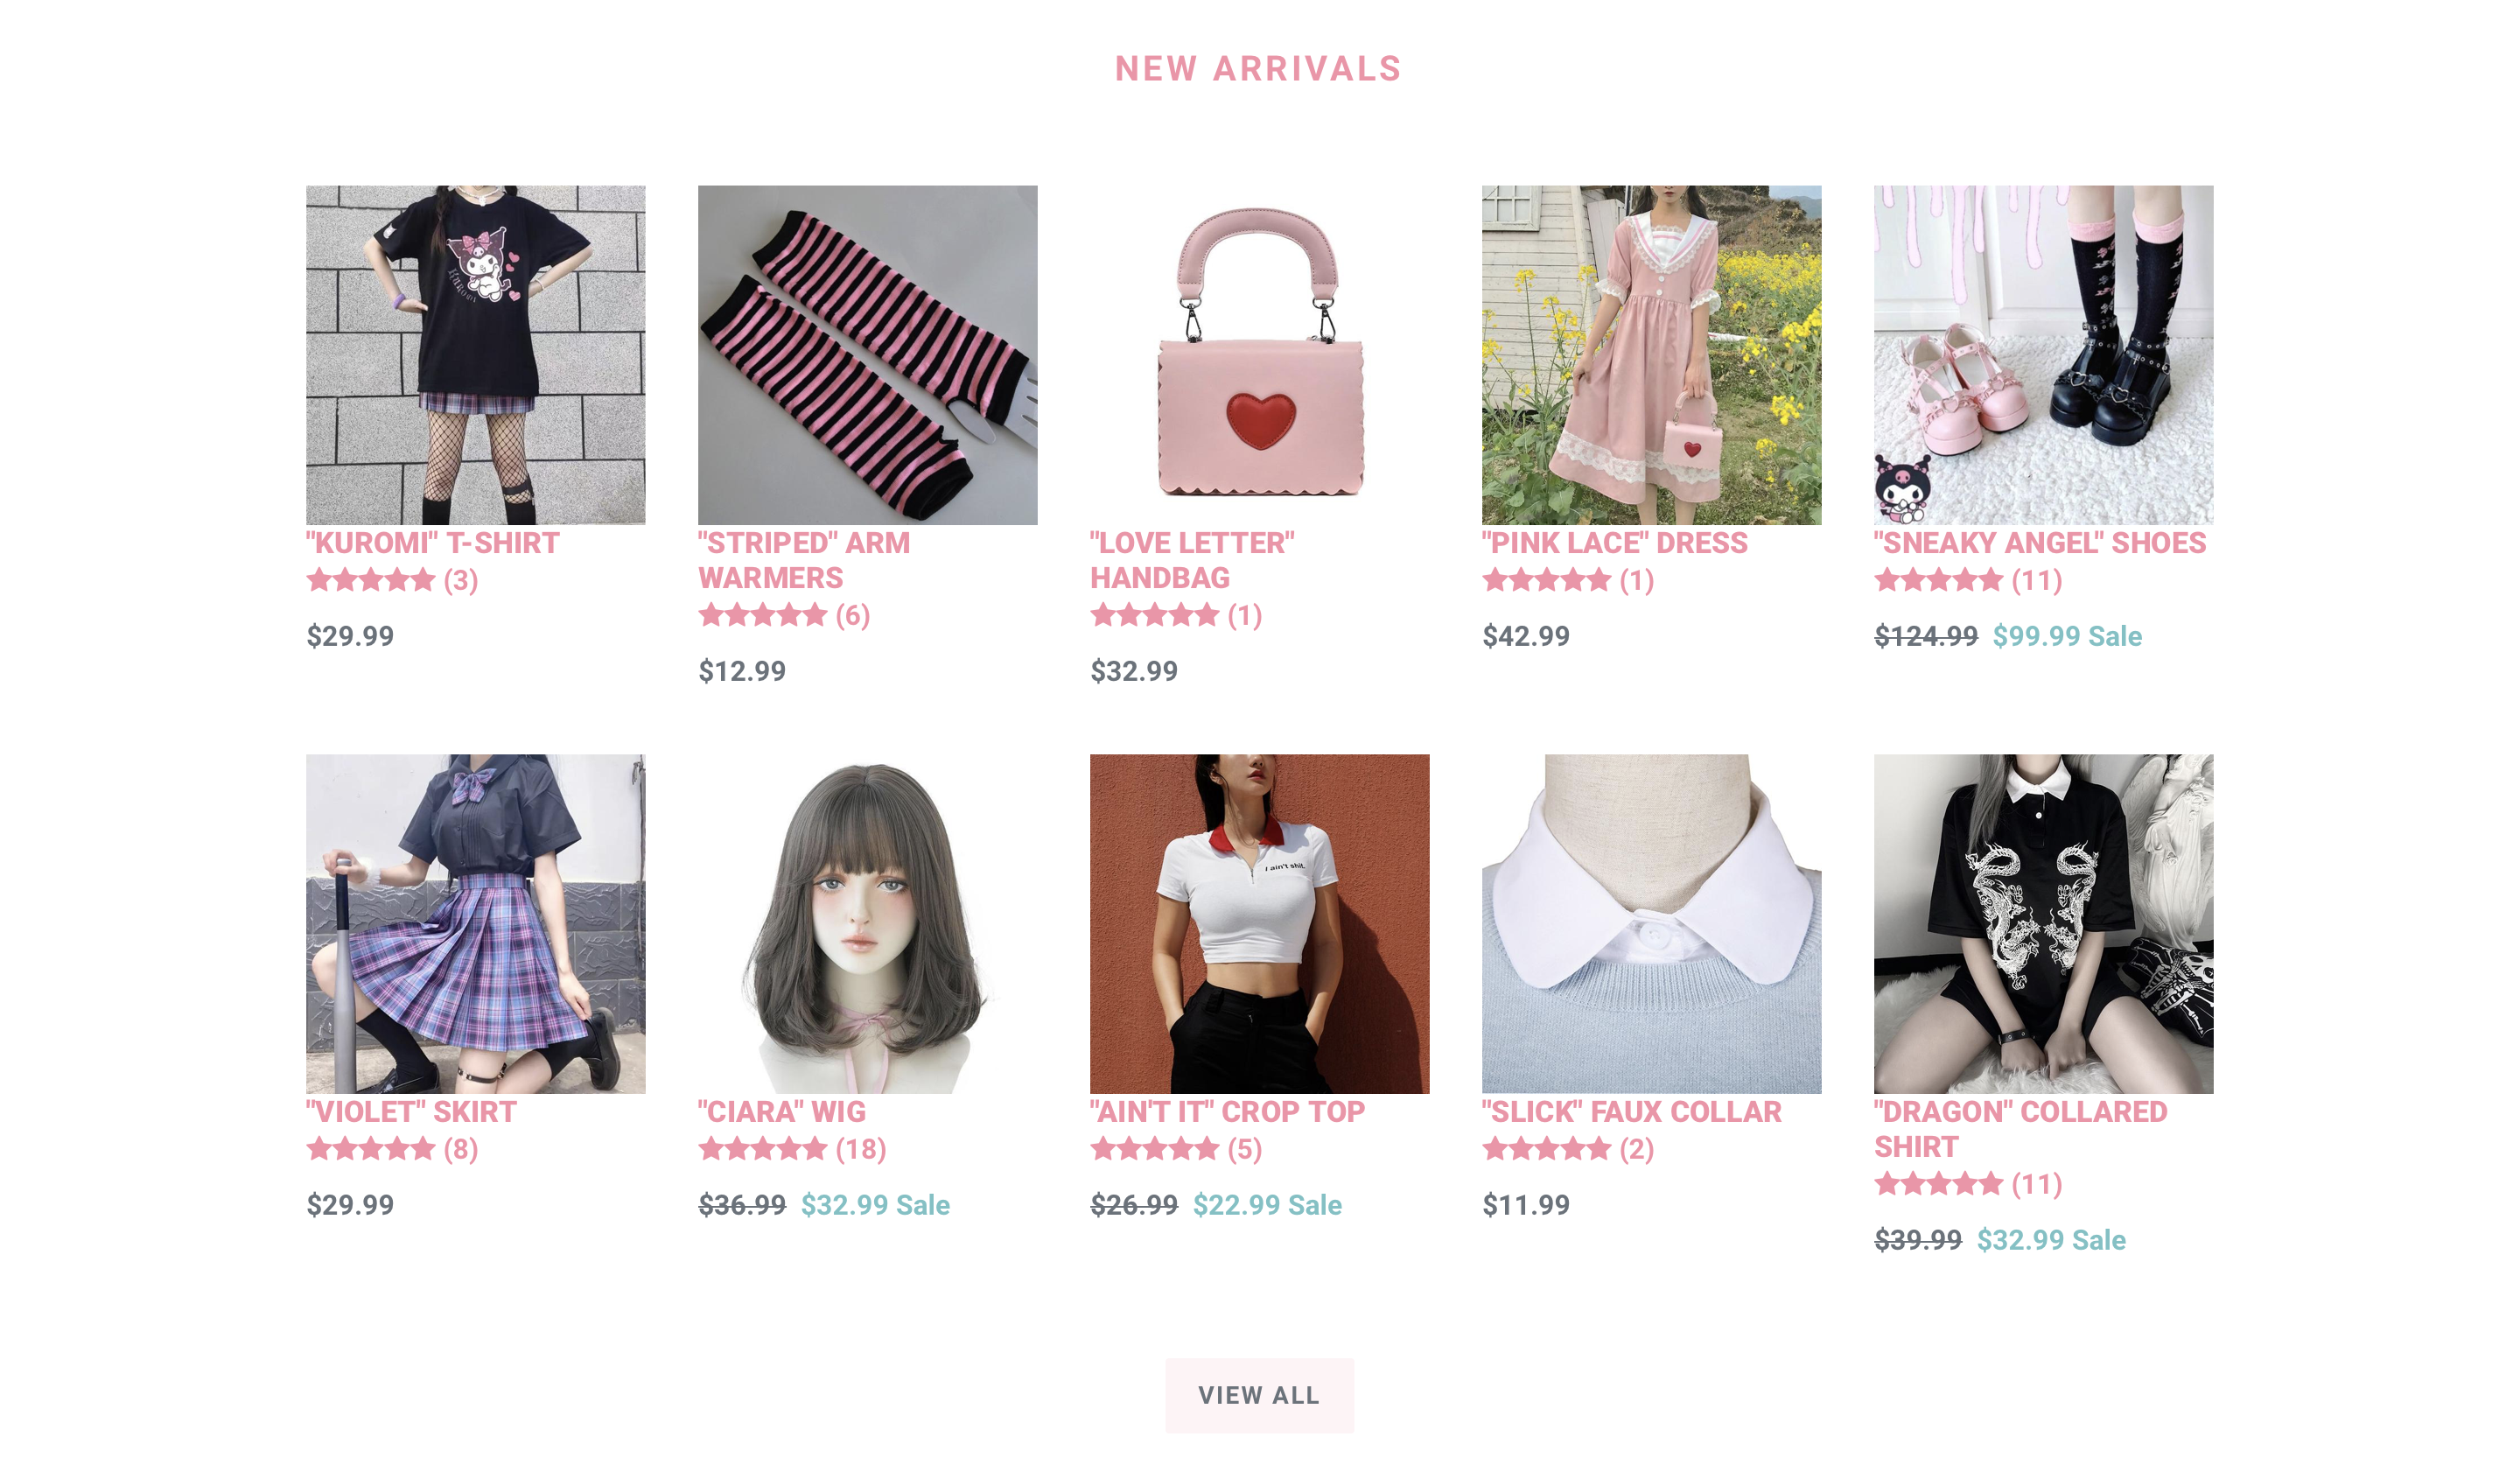 NEW ARRIVALS
Kuromi
"KUROMI" T-SHIRT
(3)
$29.99
"STRIPED" ARM
WARMERS
(6)
$12.99
"LOVE LETTER"
HANDBAG
(1)
$32.99
"PINK LACE" DRESS
(1)
$42.99
"SNEAKY ANGEL" SHOES
(11)
$124.99 $99.99 Sale
"VIOLET" SKIRT
(8)
$29.99
"CIARA" WIG
(18)
$36.99 $32.99 Sale
I ain't shit.
"AIN'T IT" CROP TOP
(5)
$26.99 $22.99 Sale
"SLICK" FAUX COLLAR
(2)
$11.99
"DRAGON" COLLARED
SHIRT
(11)
$39.99 $32.99 Sale
VIEW ALL